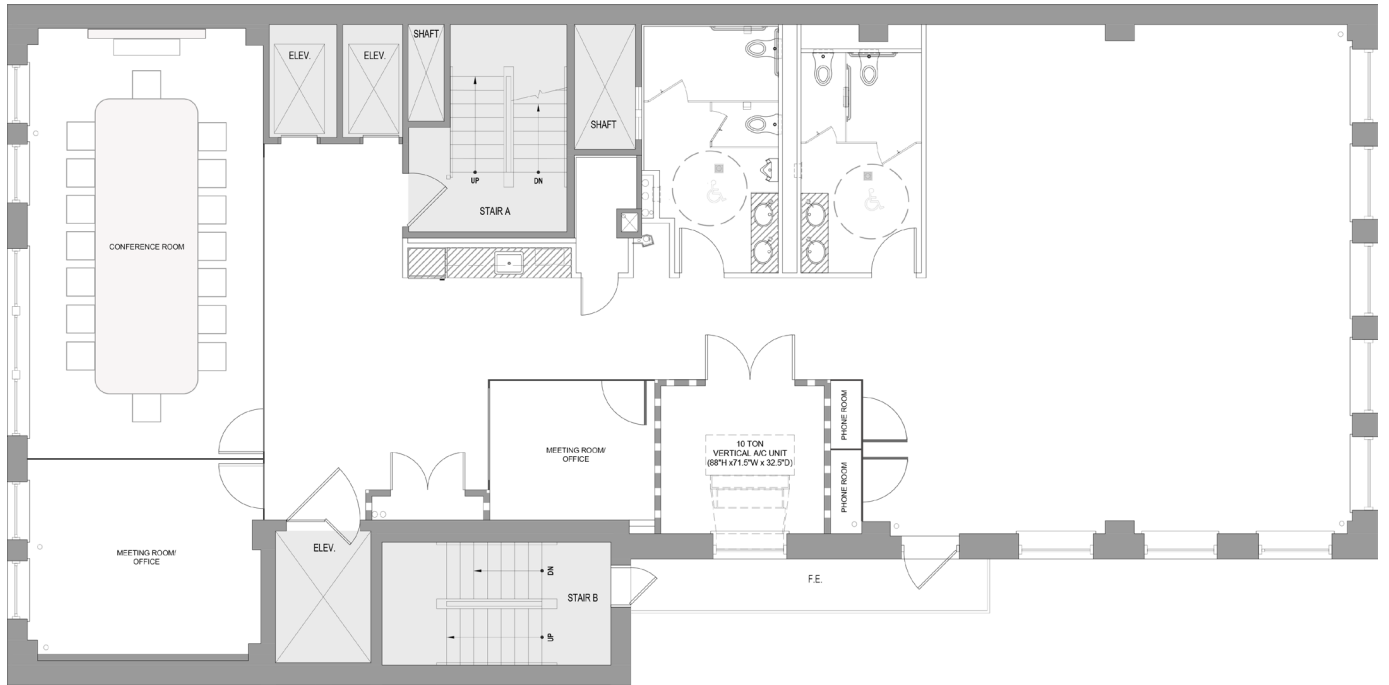 SHAFT
ELEV.
ELEV.
SHAFT
UP
DN
STAIR A
CONFERENCE ROOM
MEETING ROOM/
OFFICE
10 TON
VERTICAL A/C UNIT
(88"H x71.5"W x 32.5"D)
PHONE ROOM
PHONE ROOM
MEETING ROOM/
OFFICE
ELEV.
DN
STAIR B
UP
F.E.